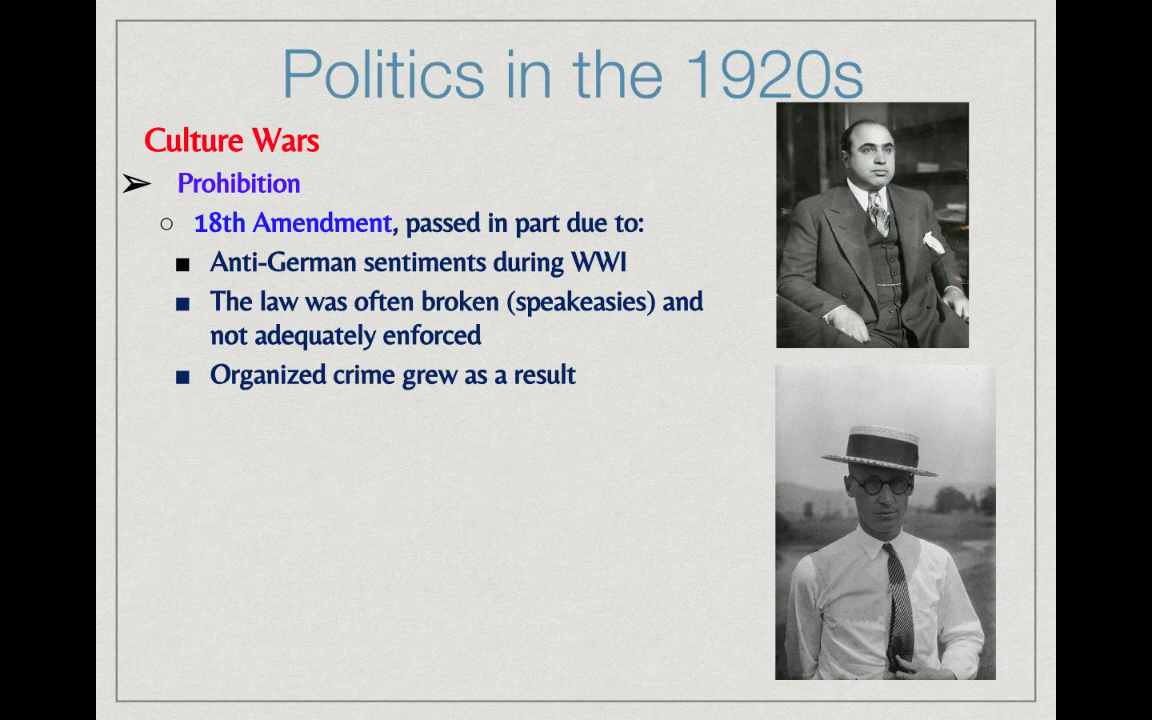 Politics in the 1920s
Culture Wars
➢ Prohibition
○ 18th Amendment, passed in part due to:
■ Anti-German sentiments during WWI
■ The law was often broken (speakeasies) and
not adequately enforced
■ Organized crime grew as a result